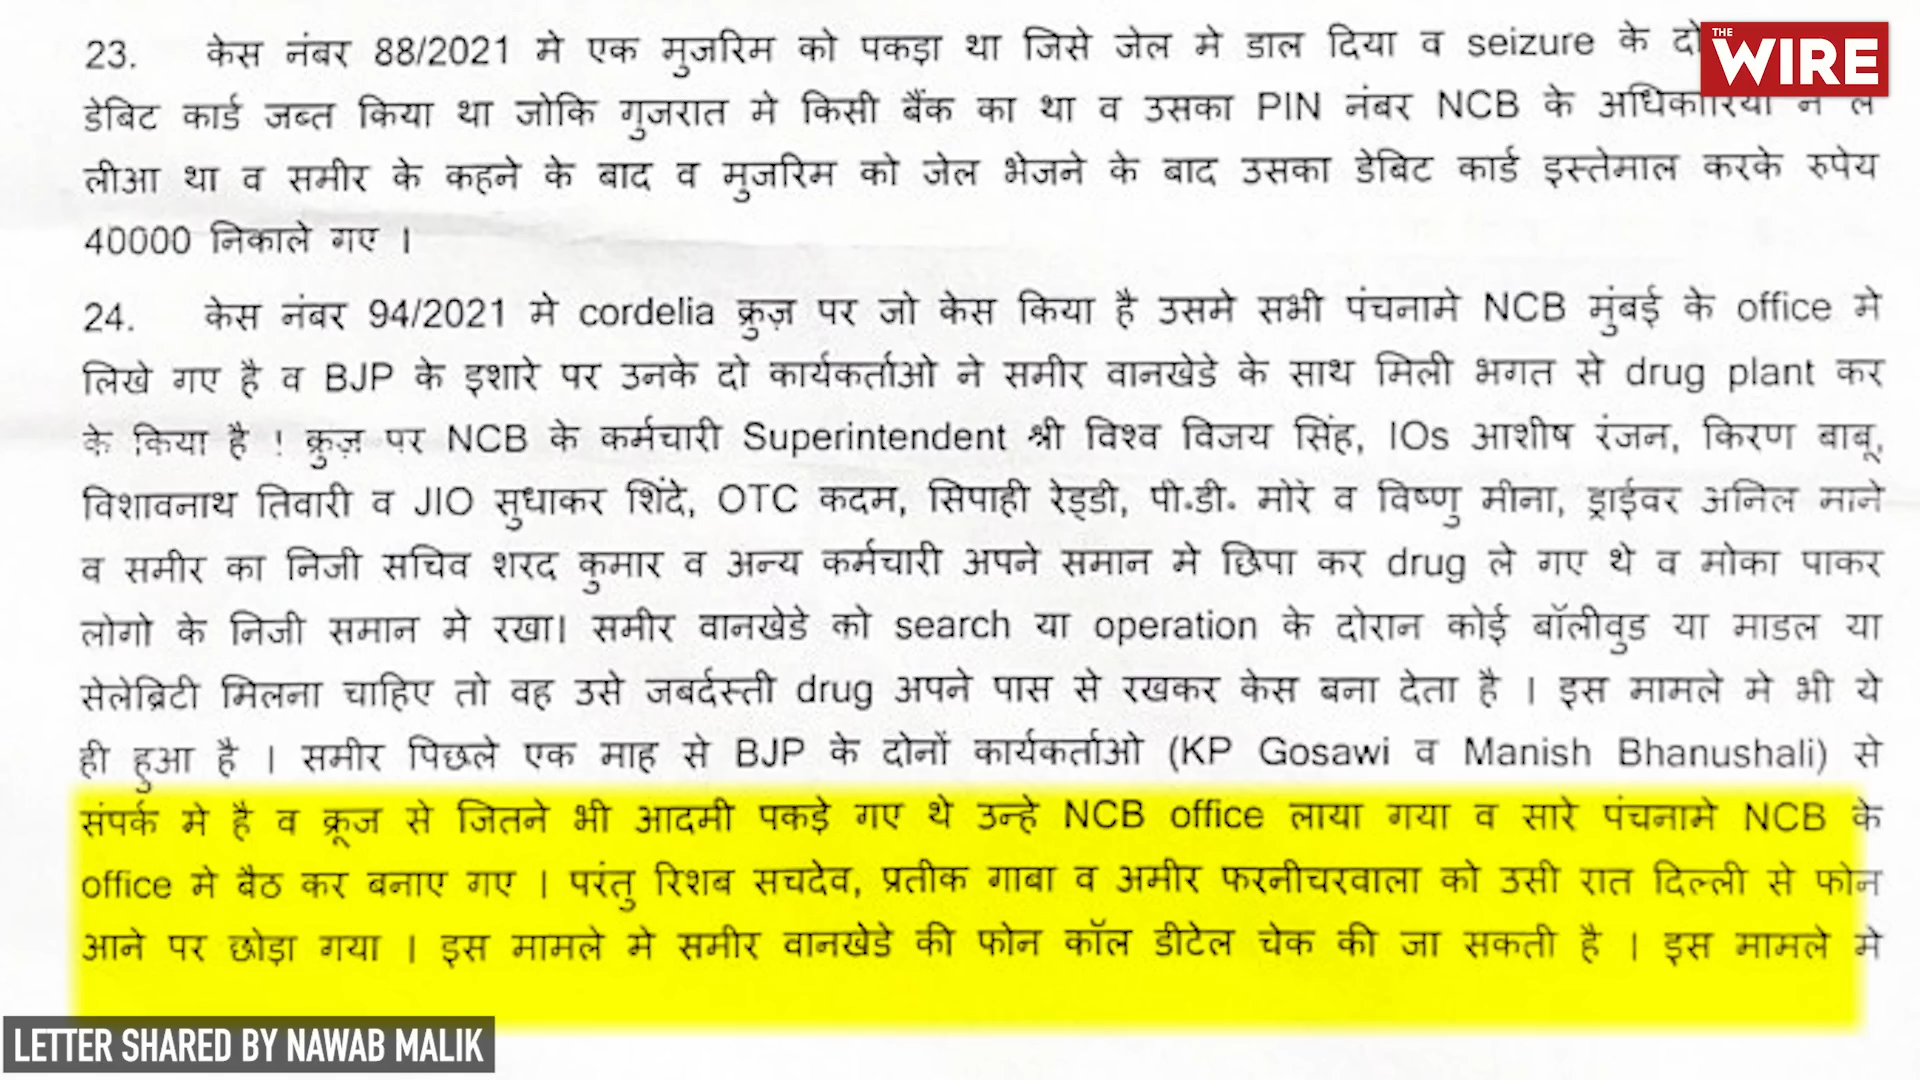 THE WIRE
23. केस नंबर 88/2021 मे एक मुजरिम को पकड़ा था जिसे जेल मे डाल दिया व seizure के
डेबिट कार्ड जब्त किया था जोकि गुजरात मे किसी बैंक का था व उसका PIN नंबर NCB के अधिकारियो ने ले
लीआ था व समीर के कहने के बाद व मुजरिम को जेल भेजने के बाद उसका डेबिट कार्ड इस्तेमाल करके रुपेय
40000 निकाले गए ।
24. केस नंबर 94/2021 मे cordelia क्रुज़ पर जो केस किया है उसमे सभी पंचनामे NCB मुंबई के office मे
लिखे गए है व BJP के इशारे पर उनके दो कार्यकर्ताओ ने समीर वानखेडे के साथ मिली भगत से drug plant कर
के किया है ! क्रुज़ पर NCB के कर्मचारी Superintendent श्री विश्व विजय सिंह, IOs आशीष रंजन, किरण बाबू,
विशावनाथ तिवारी व JIO सुधाकर शिंदे, OTC कदम, सिपाही रेड्डी, पी.डी. मोरे व विष्णु मीना, ड्राईवर अनिल माने
व समीर का निजी सचिव शरद कुमार व अन्य कर्मचारी अपने समान मे छिपा कर drug ले गए थे व मोका पाकर
लोगो के निजी समान मे रखा। समीर वानखेडे को search या operation के दोरान कोई बॉलीवुड या माडल या
सेलेब्रिटी मिलना चाहिए तो वह उसे जबर्दस्ती drug अपने पास से रखकर केस बना देता है । इस मामले मे भी ये
ही हुआ है । समीर पिछले एक माह से BJP के दोनों कार्यकर्ताओ (KP Gosawi व Manish Bhanushali) से
संपर्क मे है व क्रूज से जितने भी आदमी पकड़े गए थे उन्हे NCB office लाया गया व सारे पंचनामे NCB के
office मे बैठ कर बनाए गए । परंतु रिशब सचदेव, प्रतीक गाबा व अमीर फरनीचरवाला को उसी रात दिल्ली से फोन
आने पर छोड़ा गया । इस मामले मे समीर वानखेडे की फोन कॉल डीटेल चेक की जा सकती है । इस मामले मे
LETTER SHARED BY NAWAB MALIK